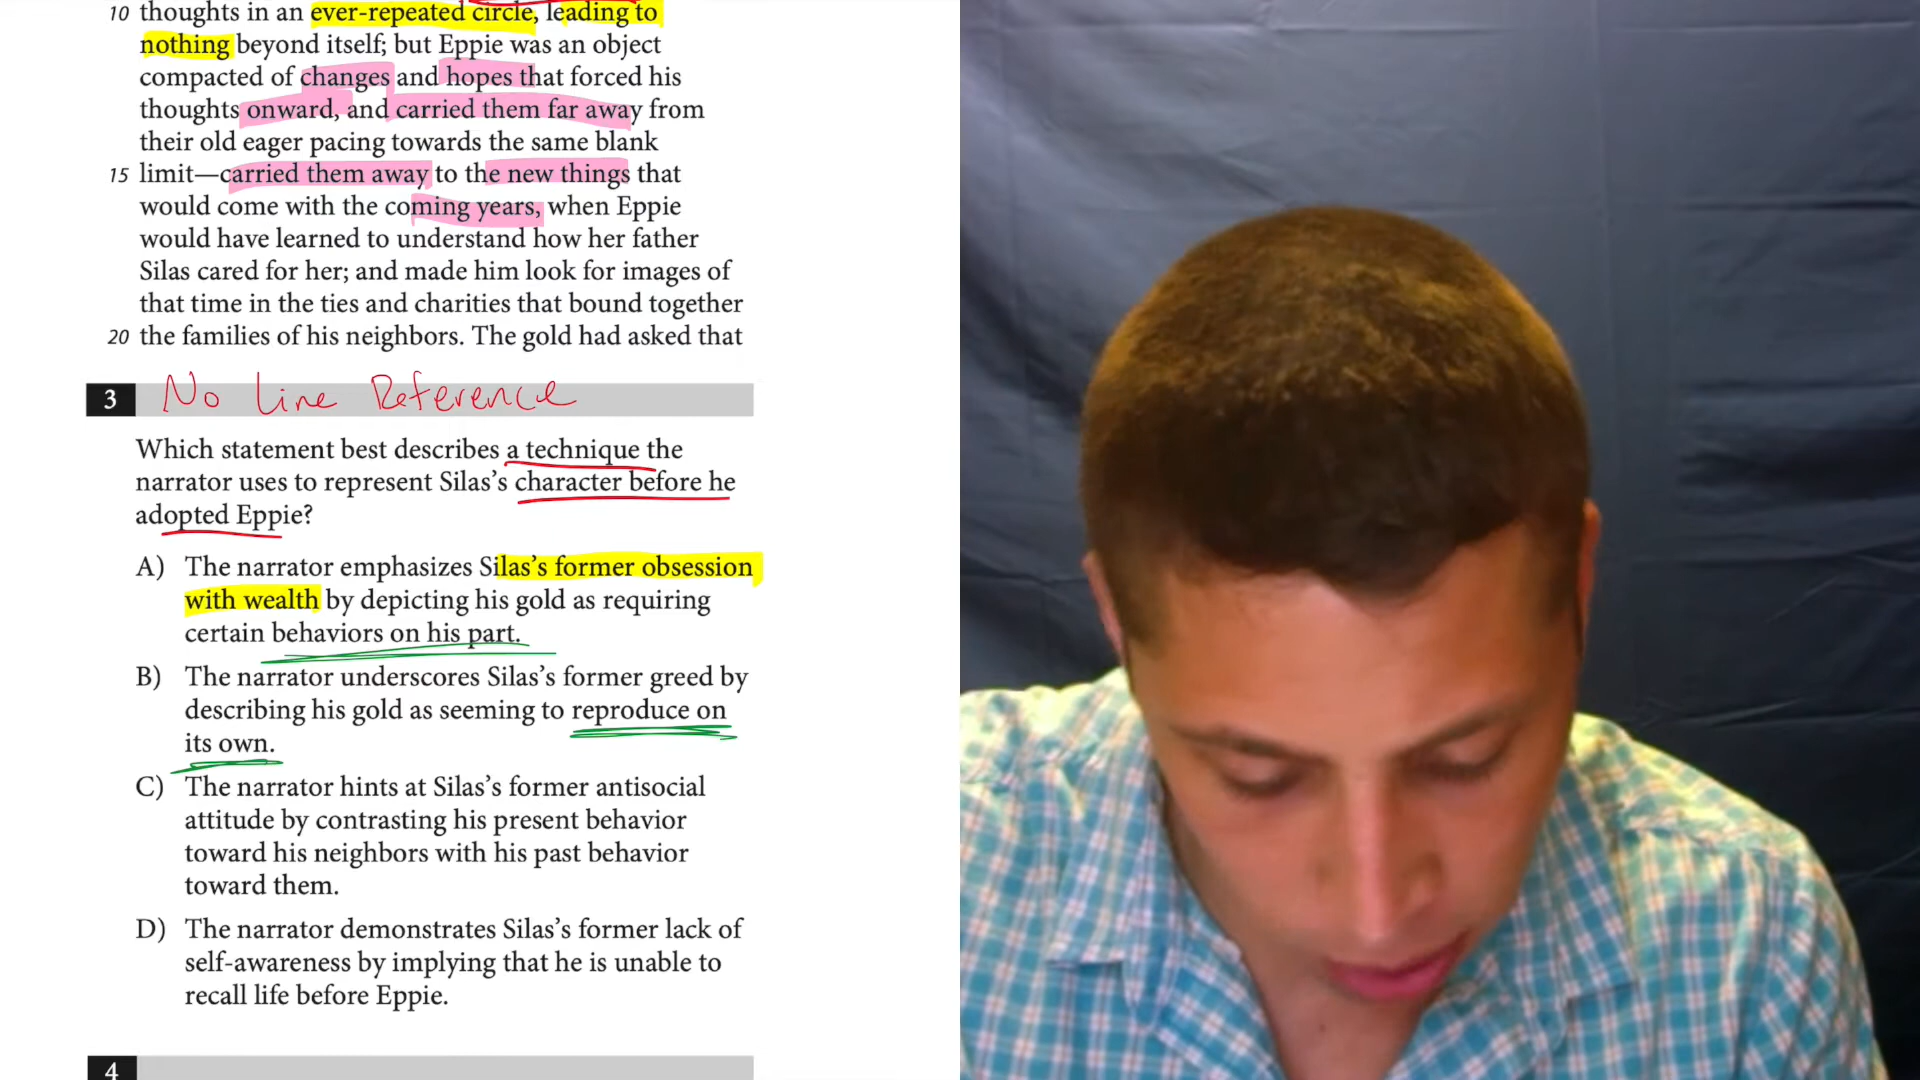 10 thoughts in an ever-repeated circle, leading to
nothing beyond itself; but Eppie was an object
compacted of changes and hopes that forced his
thoughts onward, and carried them far away from
their old eager pacing towards the same blank
15 limit—carried them away to the new things that
would come with the coming years, when Eppie
would have learned to understand how her father
Silas cared for her; and made him look for images of
that time in the ties and charities that bound together
20 the families of his neighbors. The gold had asked that
3 No Line Reference
Which statement best describes a technique the
narrator uses to represent Silas’s character before he
adopted Eppie?
A) The narrator emphasizes Silas’s former obsession
with wealth by depicting his gold as requiring
certain behaviors on his part.
B) The narrator underscores Silas’s former greed by
describing his gold as seeming to reproduce on
its own.
C) The narrator hints at Silas’s former antisocial
attitude by contrasting his present behavior
toward his neighbors with his past behavior
toward them.
D) The narrator demonstrates Silas’s former lack of
self-awareness by implying that he is unable to
recall life before Eppie.
4